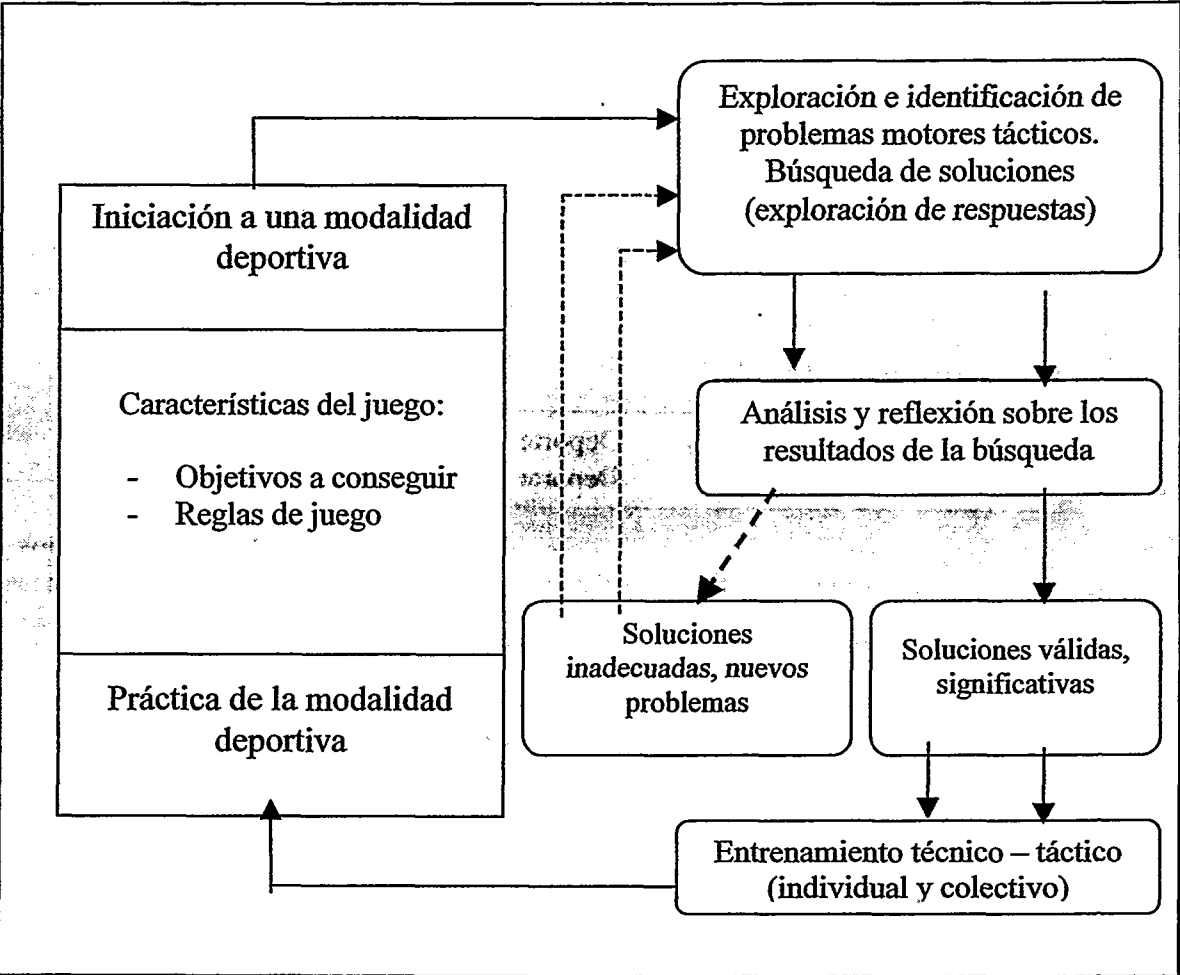 Exploración e identificación de
problemas motores tácticos.
Búsqueda de soluciones
(exploración de respuestas)
Iniciación a una modalidad
deportiva
Características del juego:
- Objetivos a conseguir
- Reglas de juego
Práctica de la modalidad
deportiva
Análisis y reflexión sobre los
resultados de la búsqueda
Soluciones
inadecuadas, nuevos
problemas
Soluciones válidas,
significativas
Entrenamiento técnico – táctico
(individual y colectivo)